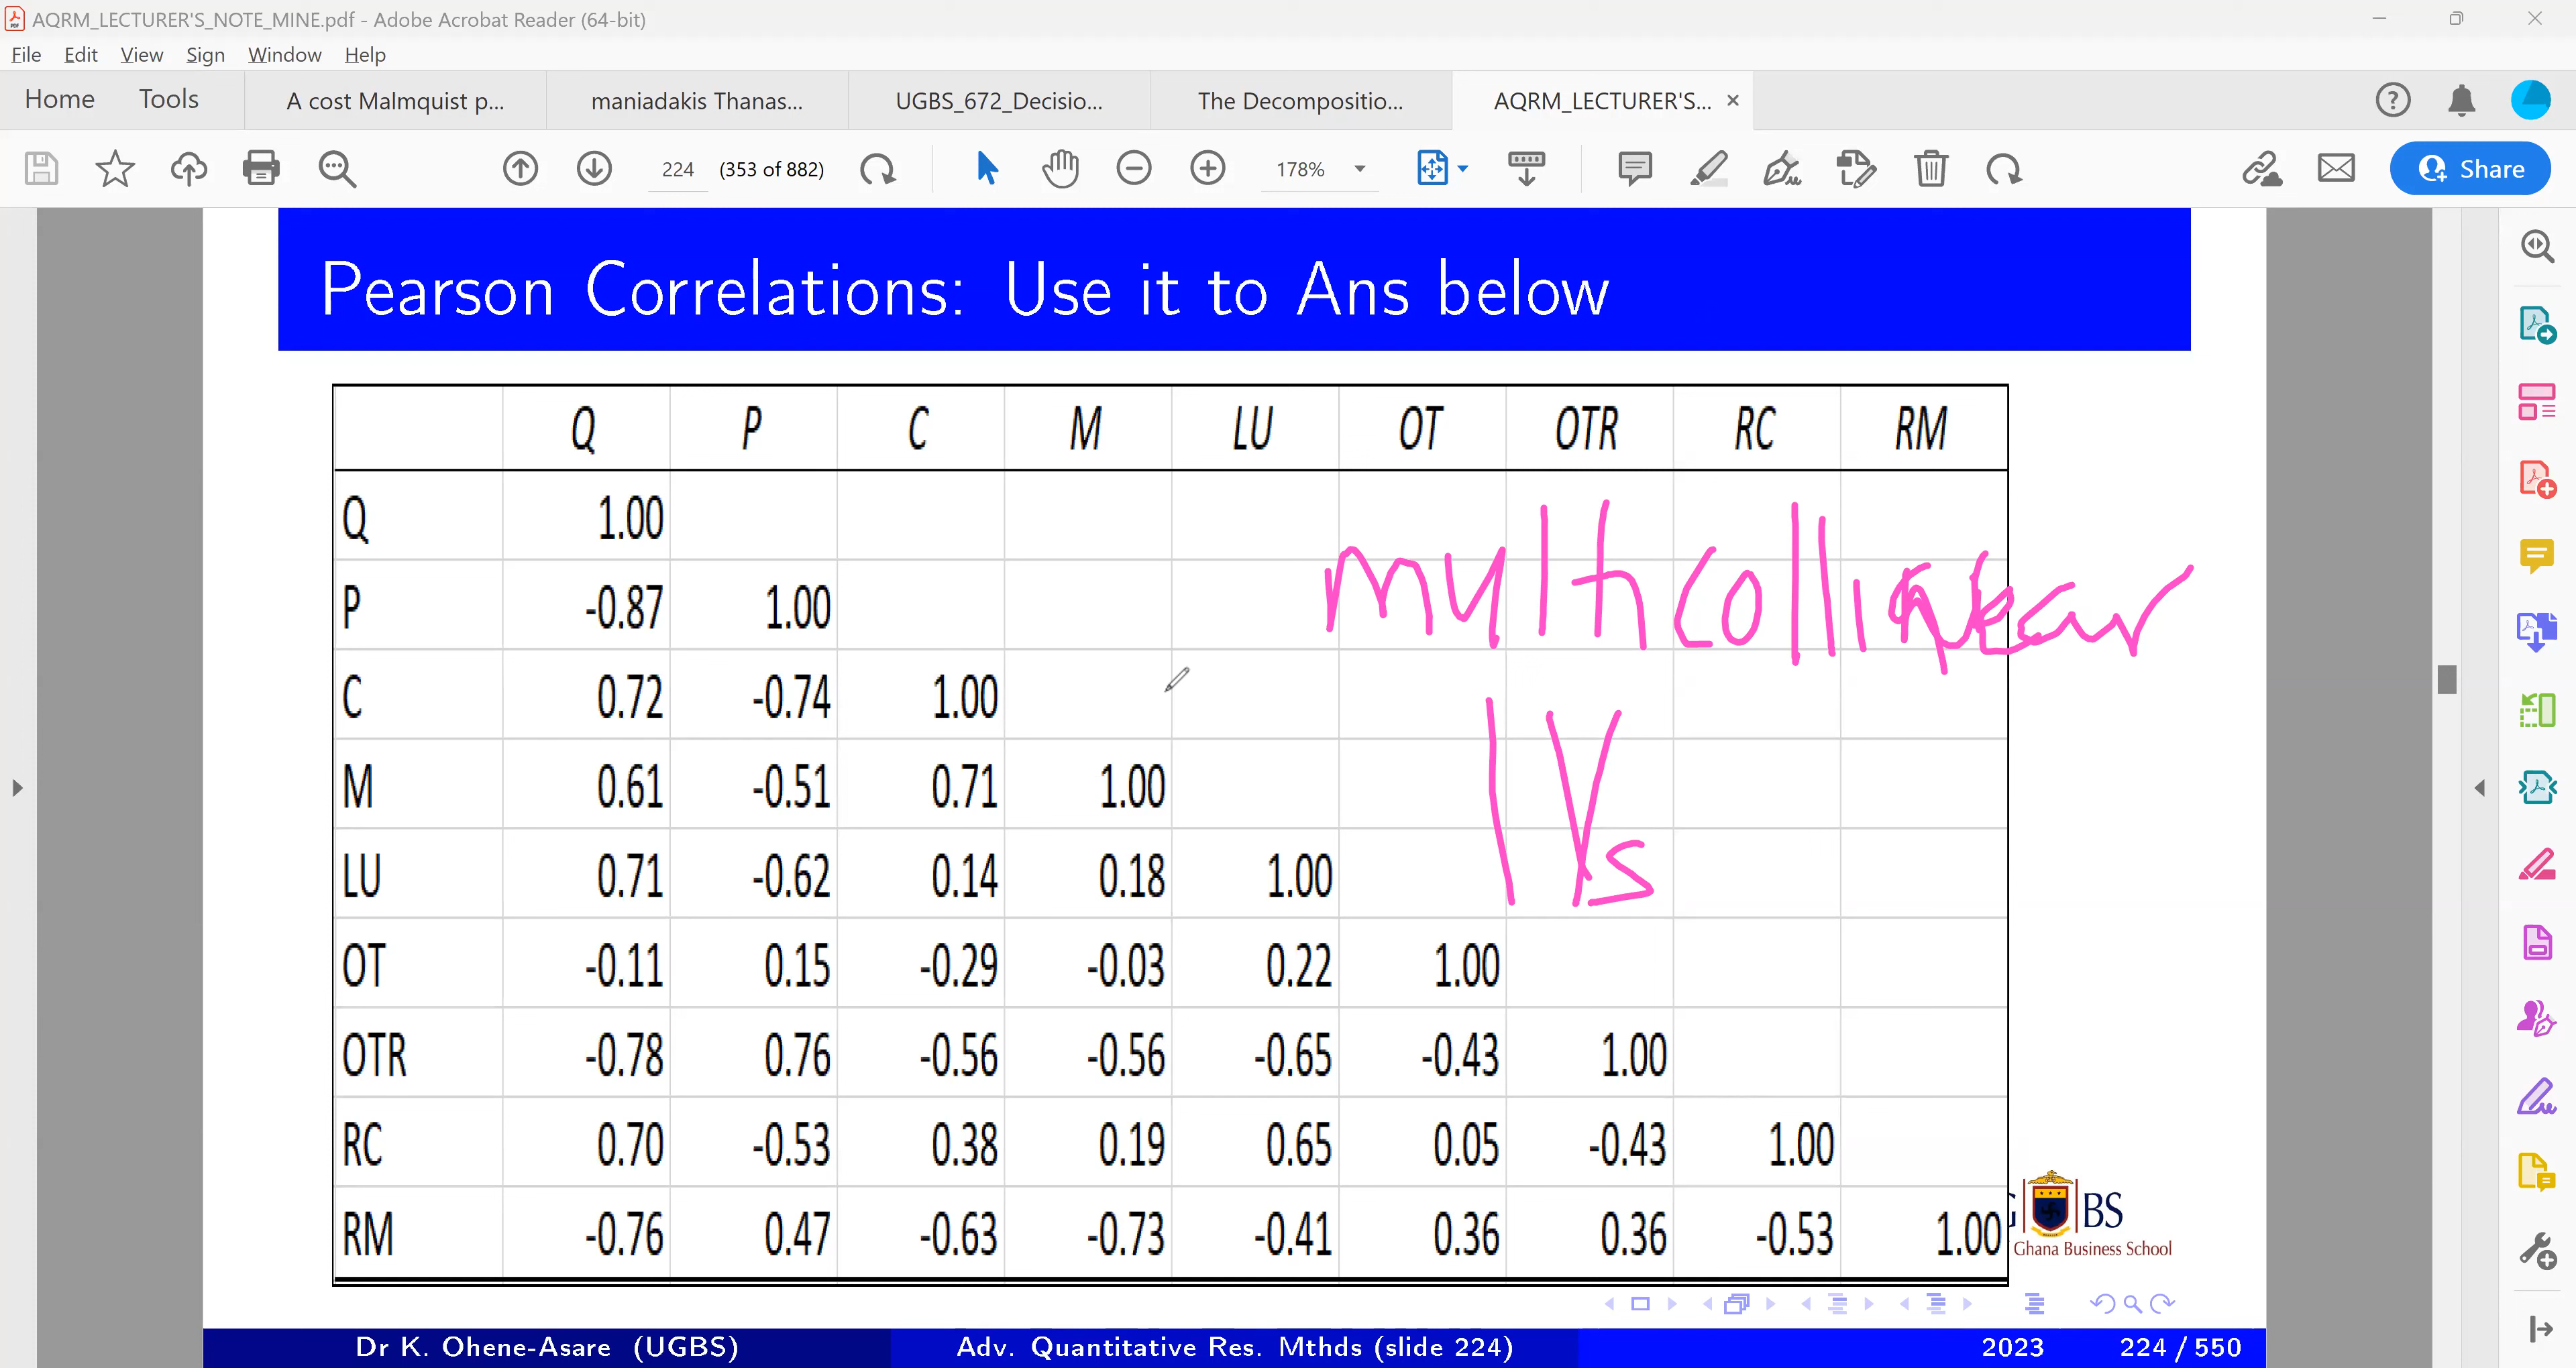 AQRM_LECTURER'S_NOTE_MINE.pdf - Adobe Acrobat Reader (64-bit)
File Edit View Sign Window Help
Home Tools A cost Malmquist p... maniadakis Thanas... UGBS_672_Decisio... The Decompositio... AQRM_LECTURER'S... ×
224 (353 of 882) 178% Share
Pearson Correlations: Use it to Ans below
Q P C M LU OT OTR RC RM
Q 1.00
P -0.87 1.00
multcollinear
C 0.72 -0.74 1.00
M 0.61 -0.51 0.71 1.00
IVs
LU 0.71 -0.62 0.14 0.18 1.00
OT -0.11 0.15 -0.29 -0.03 0.22 1.00
OTR -0.78 0.76 -0.56 -0.56 -0.65 -0.43 1.00
RC 0.70 -0.53 0.38 0.19 0.65 0.05 -0.43 1.00
RM -0.76 0.47 -0.63 -0.73 -0.41 0.36 0.36 -0.53 1.00
BS
Ghana Business School
Dr K. Ohene-Asare (UGBS) Adv. Quantitative Res. Mthds (slide 224) 2023 224 / 550